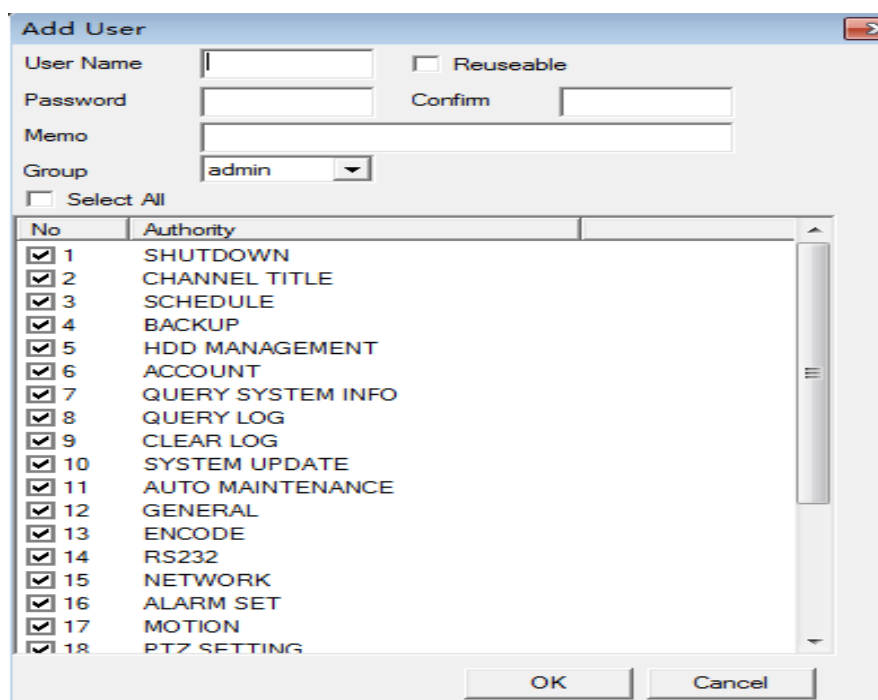 Add User
User Name Reuseable
Password Confirm
Memo
Group admin
Select All
No Authority
1 SHUTDOWN
2 CHANNEL TITLE
3 SCHEDULE
4 BACKUP
5 HDD MANAGEMENT
6 ACCOUNT
7 QUERY SYSTEM INFO
8 QUERY LOG
9 CLEAR LOG
10 SYSTEM UPDATE
11 AUTO MAINTENANCE
12 GENERAL
13 ENCODE
14 RS232
15 NETWORK
16 ALARM SET
17 MOTION
18 PTZ SETTING
OK Cancel